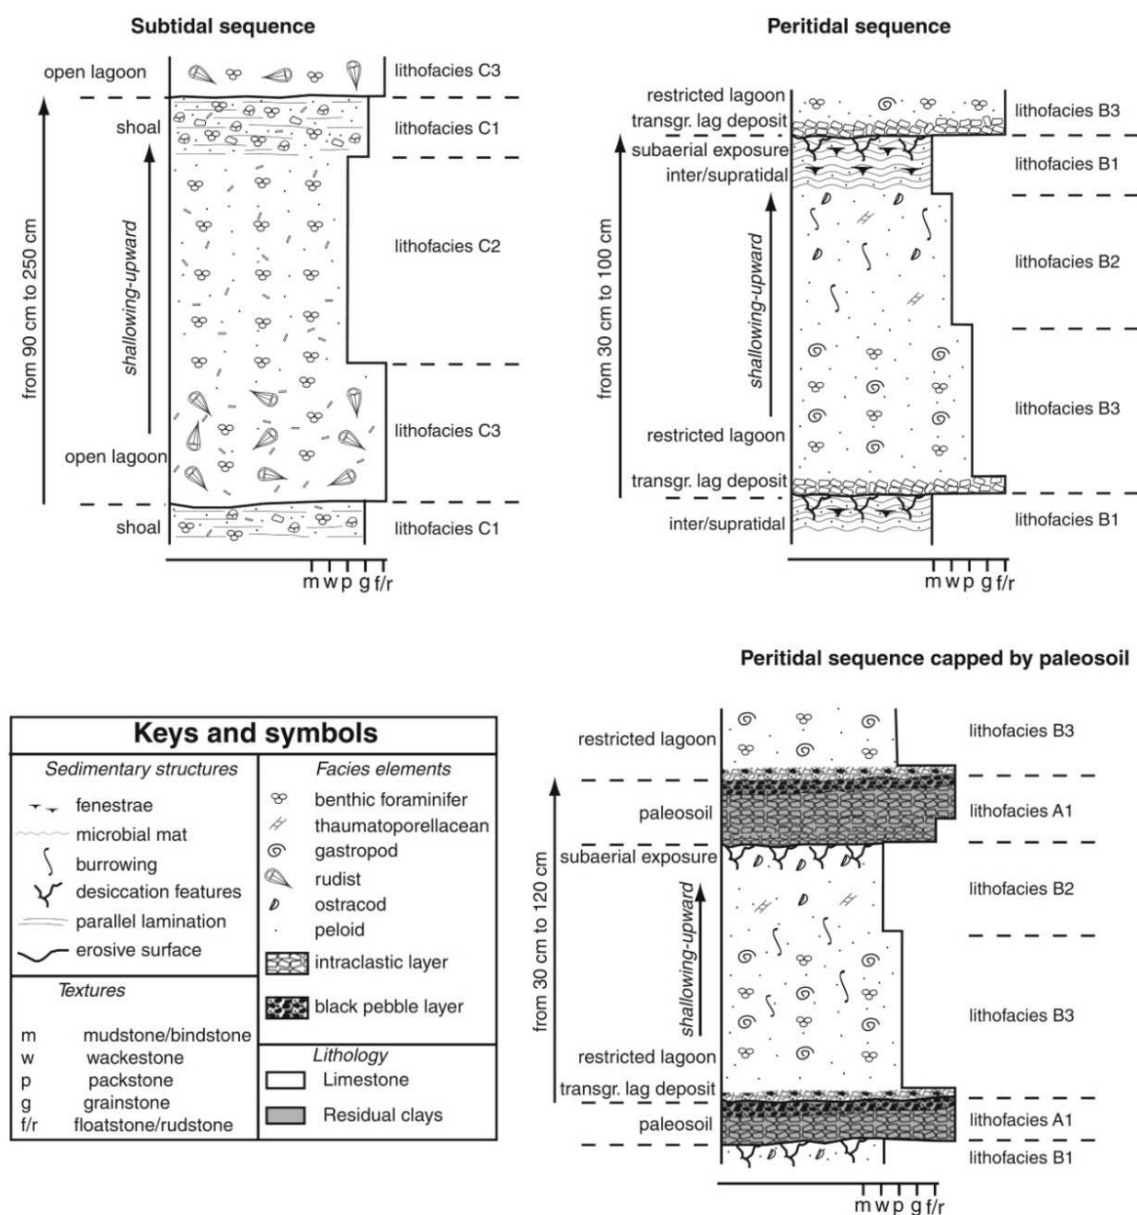 Subtidal sequence
open lagoon
lithofacies C3
shoal
lithofacies C1
lithofacies C2
from 90 cm to 250 cm
shallowing-upward
lithofacies C3
open lagoon
shoal
lithofacies C1
m w p g f/r
Peritidal sequence
restricted lagoon
lithofacies B3
transgr. lag deposit
subaerial exposure
lithofacies B1
inter/supratidal
lithofacies B2
from 30 cm to 100 cm
shallowing-upward
lithofacies B3
restricted lagoon
transgr. lag deposit
inter/supratidal
lithofacies B1
m w p g f/r
Peritidal sequence capped by paleosoil
restricted lagoon
lithofacies B3
paleosoil
lithofacies A1
subaerial exposure
lithofacies B2
from 30 cm to 120 cm
shallowing-upward
lithofacies B3
restricted lagoon
transgr. lag deposit
paleosoil
lithofacies A1
lithofacies B1
m w p g f/r
Keys and symbols
Sedimentary structures
fenestrae
microbial mat
burrowing
desiccation features
parallel lamination
erosive surface
Textures
m mudstone/bindstone
w wackestone
p packstone
g grainstone
f/r floatstone/rudstone
Facies elements
benthic foraminifer
thaumatoporellacean
gastropod
rudist
ostracod
peloid
intraclastic layer
black pebble layer
Lithology
Limestone
Residual clays